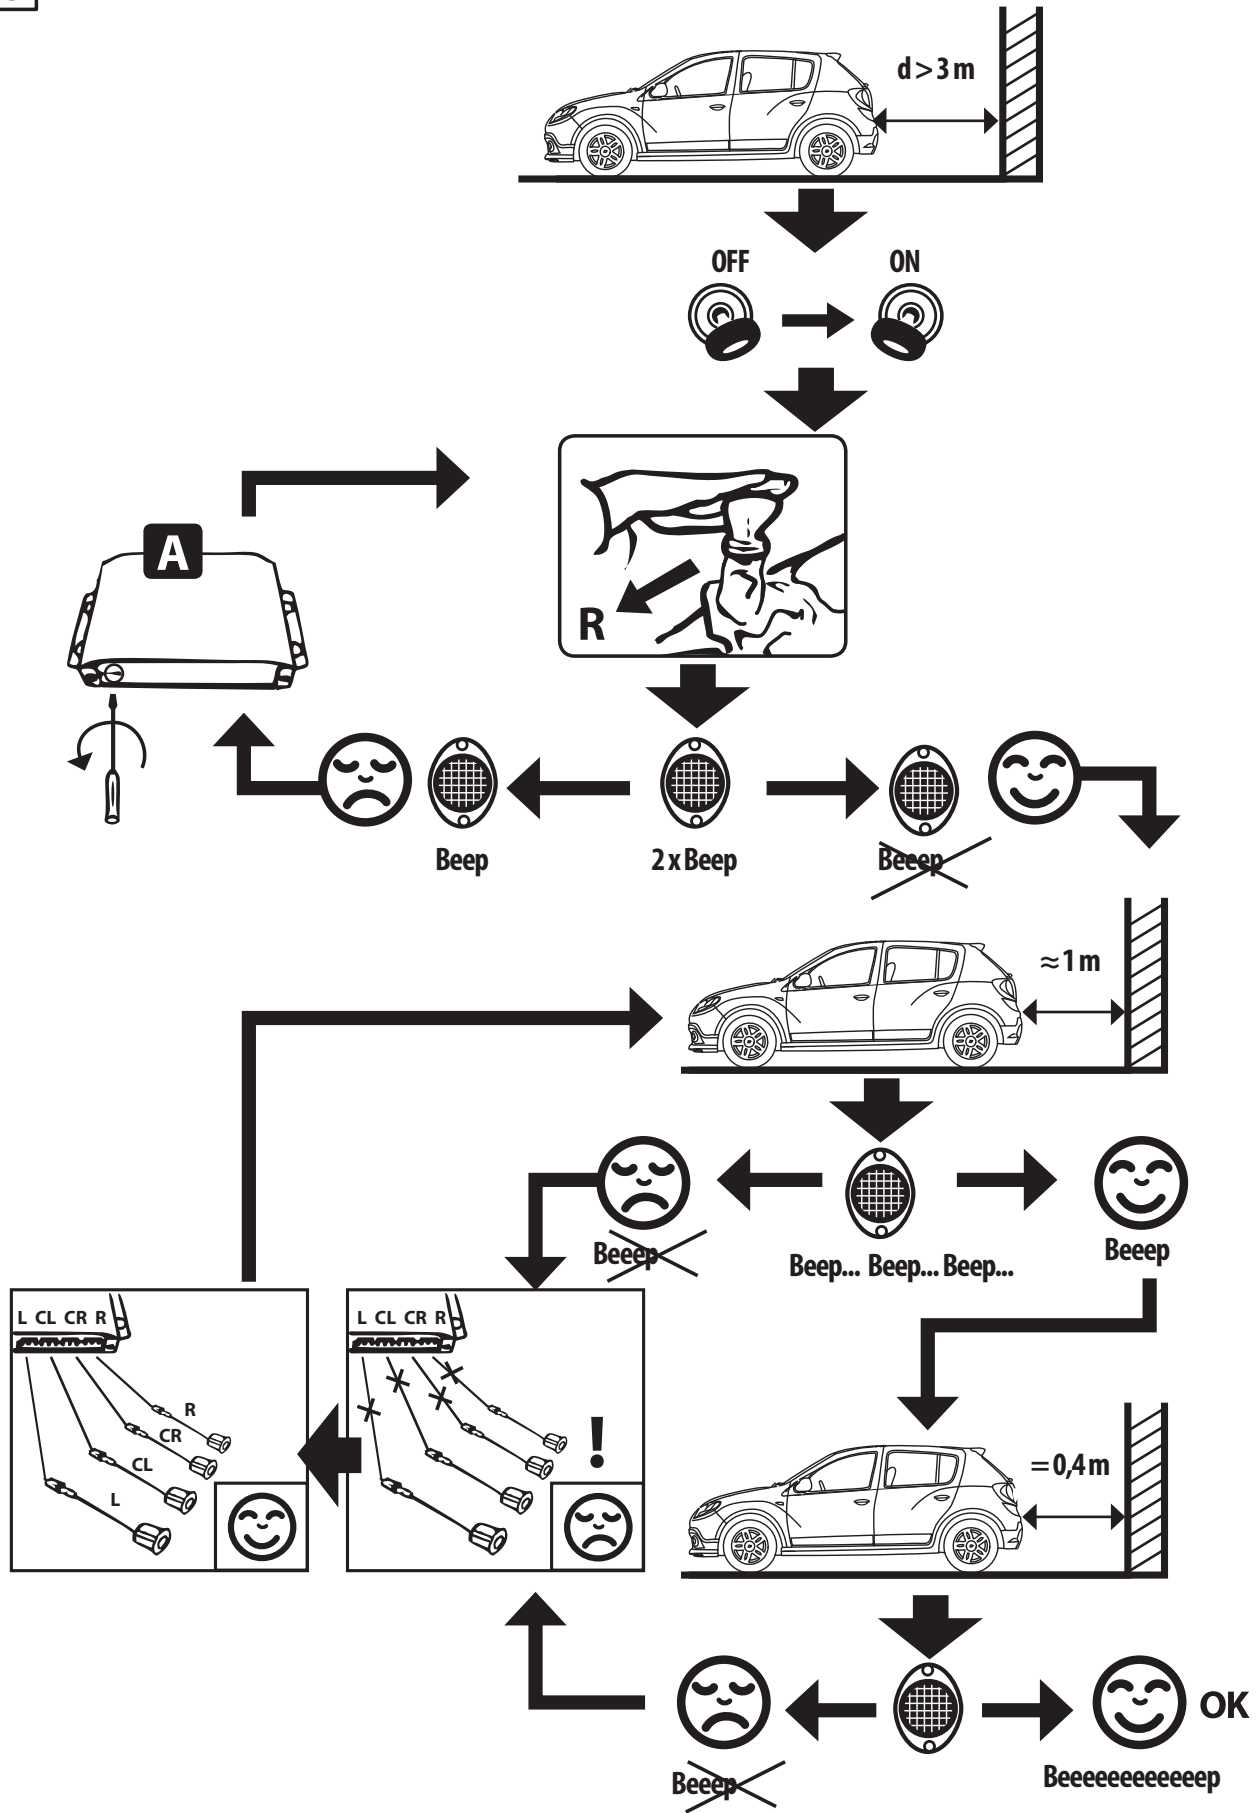 d > 3 m
OFF ON
A
R
Beep 2 x Beep Beeep
≈ 1 m
Beeep Beep... Beep... Beep... Beeep
L CL CR R L CL CR R
R
CR
CL
L
!
= 0,4 m
OK
Beeep Beeeeeeeeeeeep